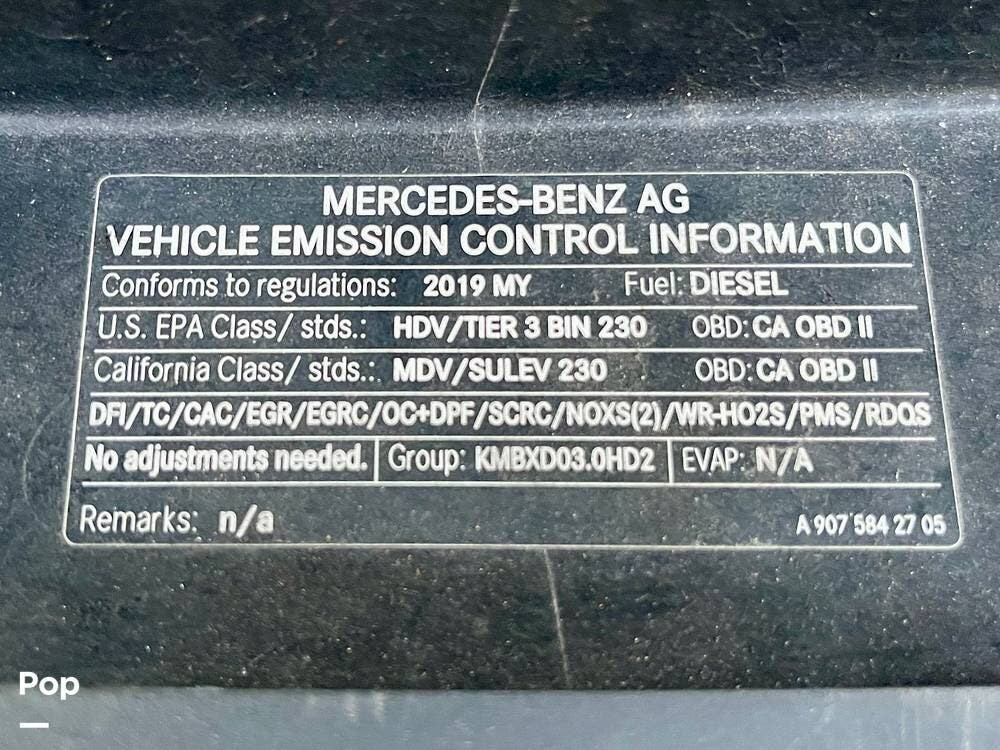 MERCEDES-BENZ AG
VEHICLE EMISSION CONTROL INFORMATION
Conforms to regulations: 2019 MY Fuel: DIESEL
U.S. EPA Class/ stds.: HDV/TIER 3 BIN 230 OBD: CA OBD II
California Class/ stds.: MDV/SULEV 230 OBD: CA OBD II
DFI/TC/CAC/EGR/EGRC/OC+DPF/SCRC/NOXS(2)/WR-HO2S/PMS/RDQS
No adjustments needed. Group: KMBXD03.0HD2 EVAP: N/A
Remarks: n/a A 907 584 27 05
Pop